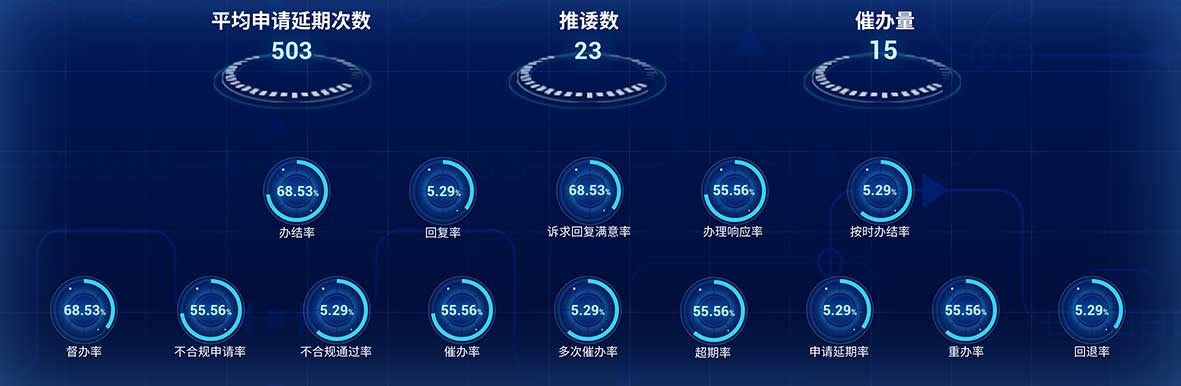 平均申请延期次数
推诿数
催办量
503
23
15
68.53%
5.29%
68.53%
55.56%
5.29%
办结率
回复率
诉求回复满意率
办理响应率
按时办结率
68.53%
55.56%
5.29%
55.56%
5.29%
55.56%
5.29%
55.56%
5.29%
督办率
不合规申请率
不合规通过率
催办率
多次催办率
超期率
申请延期率
重办率
回退率